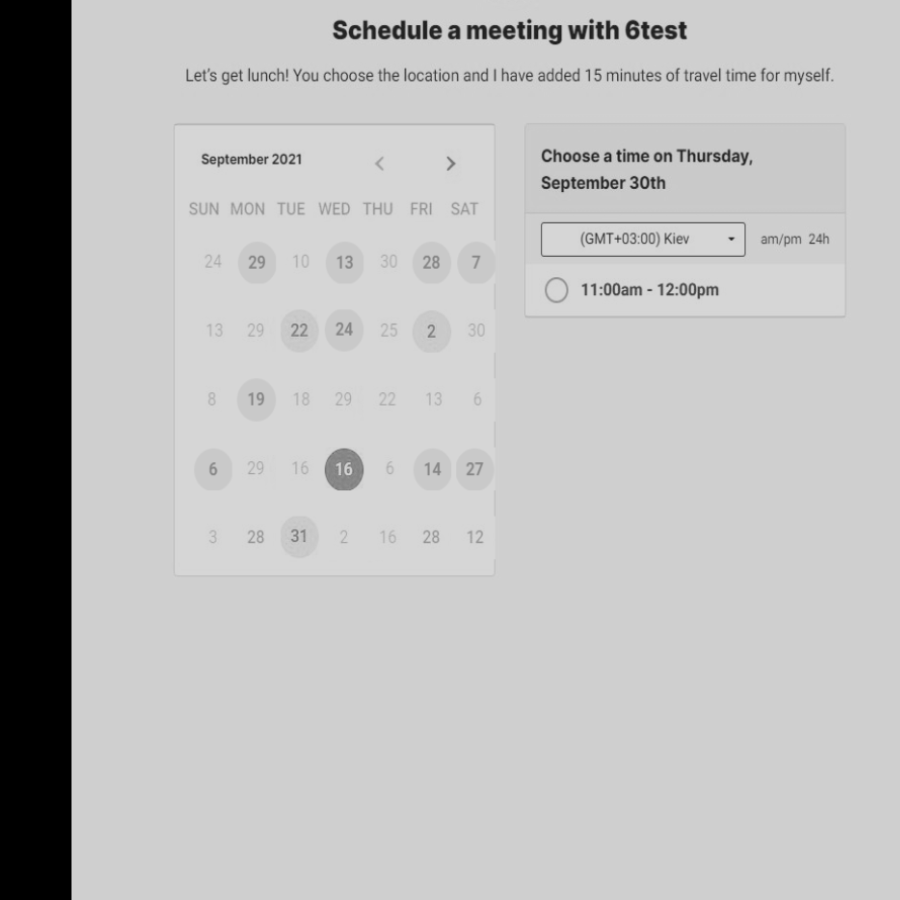 Schedule a meeting with 6test
Let's get lunch! You choose the location and I have added 15 minutes of travel time for myself.
September 2021
SUN MON TUE WED THU FRI SAT
24 29 10 13 30 28 7
13 29 22 24 25 2 30
8 19 18 29 22 13 6
6 29 16 16 6 14 27
3 28 31 2 16 28 12
Choose a time on Thursday,
September 30th
(GMT+03:00) Kiev am/pm 24h
11:00am - 12:00pm